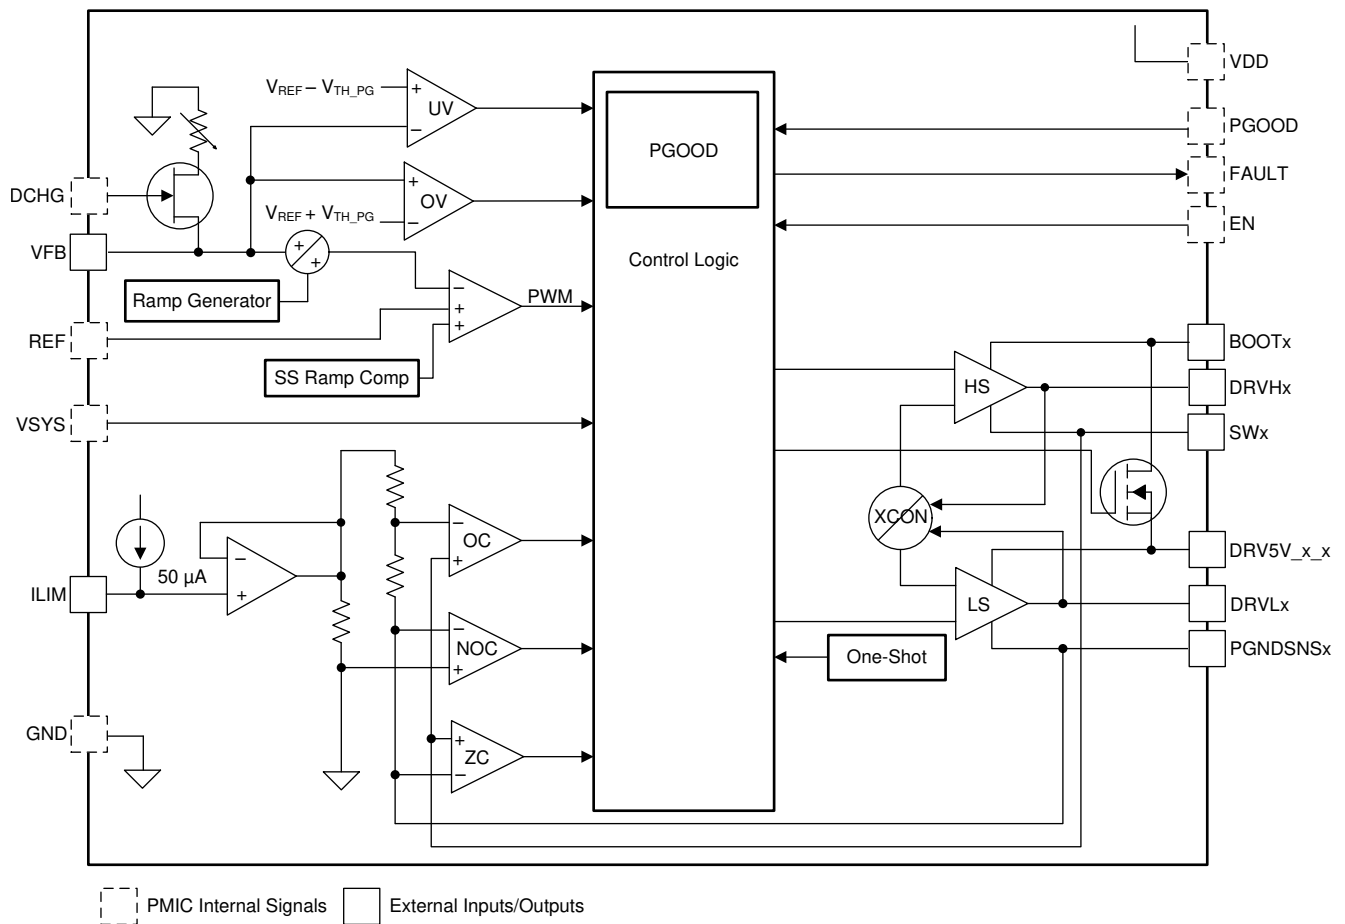 VDD
V_REF – V_TH_PG
+
UV
−
PGOOD
PGOOD
FAULT
DCHG
+
OV
V_REF + V_TH_PG
−
EN
VFB
+
+
Control Logic
Ramp Generator
−
+
+
PWM
REF
BOOTx
SS Ramp Comp
HS
DRVHx
VSYS
SWx
XCON
−
OC
+
−
+
50 µA
DRV5V_x_x
ILIM
LS
DRVLx
−
NOC
+
One-Shot
PGNDSNSx
GND
+
ZC
−
PMIC Internal Signals
External Inputs/Outputs